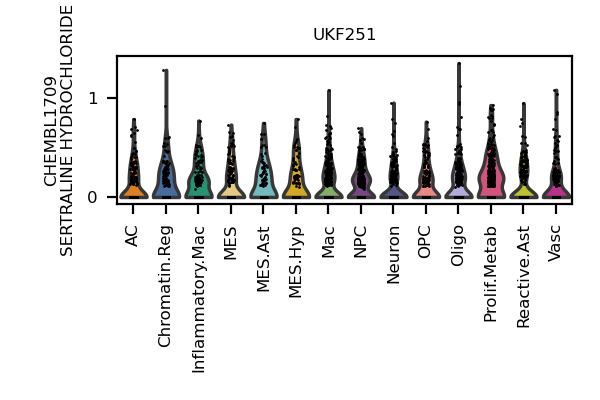 UKF251
CHEMBL1709
SERTRALINE HYDROCHLORIDE
1
0
AC
Chromatin.Reg
Inflammatory.Mac
MES
MES.Ast
MES.Hyp
Mac
NPC
Neuron
OPC
Oligo
Prolif.Metab
Reactive.Ast
Vasc